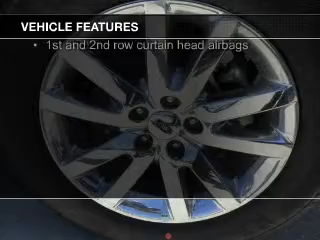 VEHICLE FEATURES
• 1st and 2nd row curtain head airbags